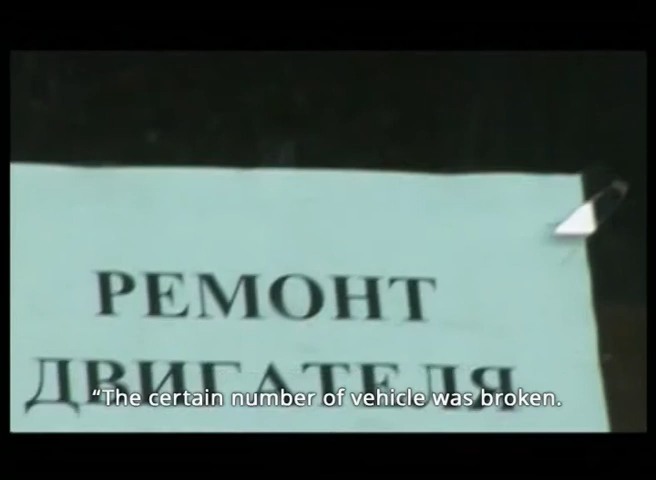 РЕМОНТ
ДВИГАТЕЛЯ
“The certain number of vehicle was broken.